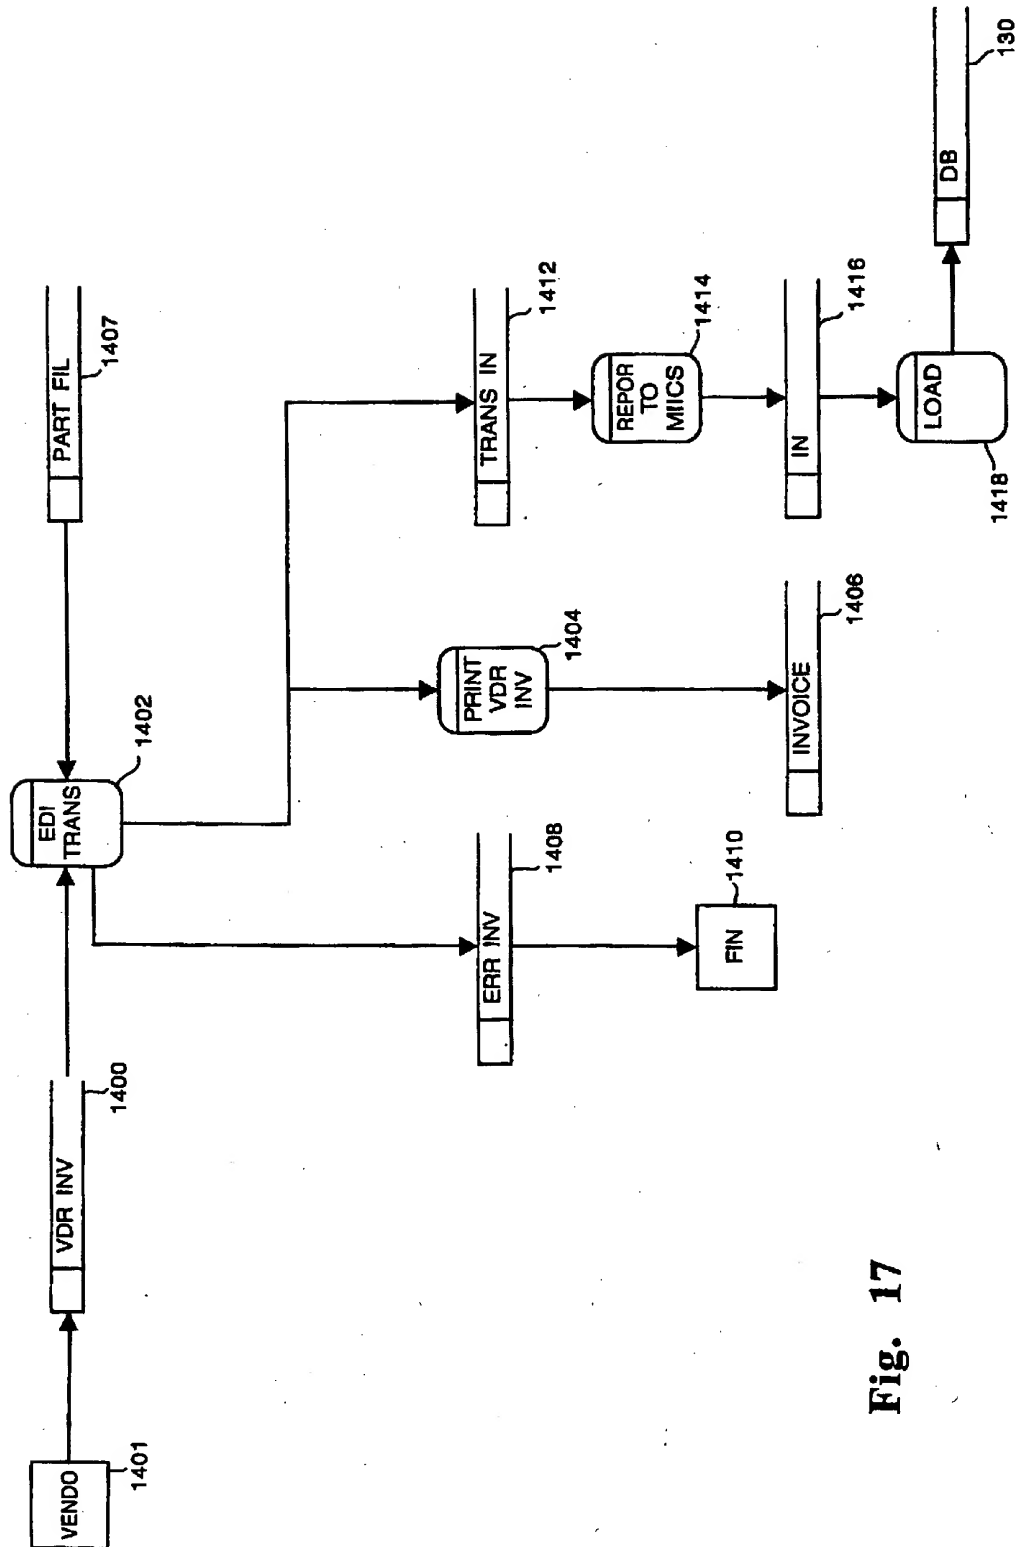 VENDO
1401
VDR INV
1400
EDI
TRANS
1402
PART FIL
1407
ERR INV
1408
FIN
1410
PRINT
VDR
INV
1404
INVOICE
1406
TRANS IN
1412
REPOR
TO
MIICS
1414
IN
1416
LOAD
1418
DB
130
Fig. 17